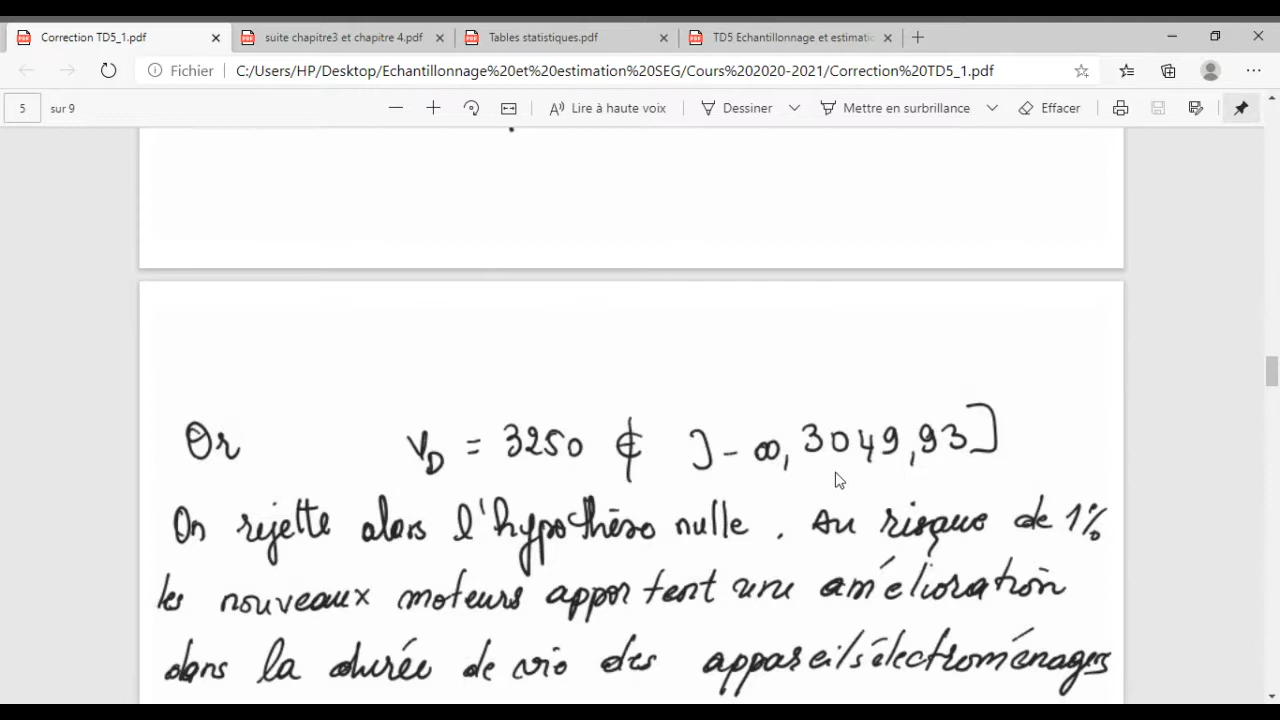 Correction TD5_1.pdf
suite chapitre3 et chapitre 4.pdf
Tables statistiques.pdf
TD5 Echantillonnage et estimatic
Fichier
C:/Users/HP/Desktop/Echantillonnage%20et%20estimation%20SEG/Cours%202020-2021/Correction%20TD5_1.pdf
5 sur 9
Lire à haute voix
Dessiner
Mettre en surbrillance
Effacer
Or V_D = 3250 ∉ ]-∞, 3049,93]
On rejette alors l'hypothèse nulle. Au risque de 1%
les nouveaux moteurs apportent une amélioration
dans la durée de vie des appareils électroménagers